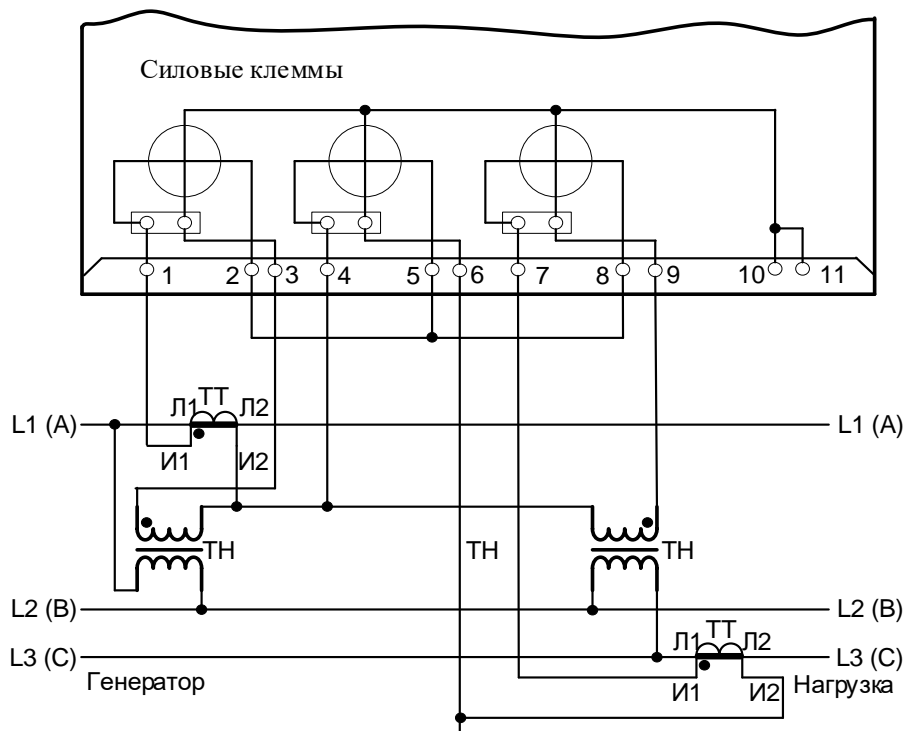 Силовые клеммы
1 2 3 4 5 6 7 8 9 10 11
Л1 ТТ Л2
L1 (A) L1 (A)
И1 И2
ТН ТН ТН
L2 (B) L2 (B)
Л1 ТТ Л2
L3 (C) L3 (C)
Генератор И1 И2 Нагрузка